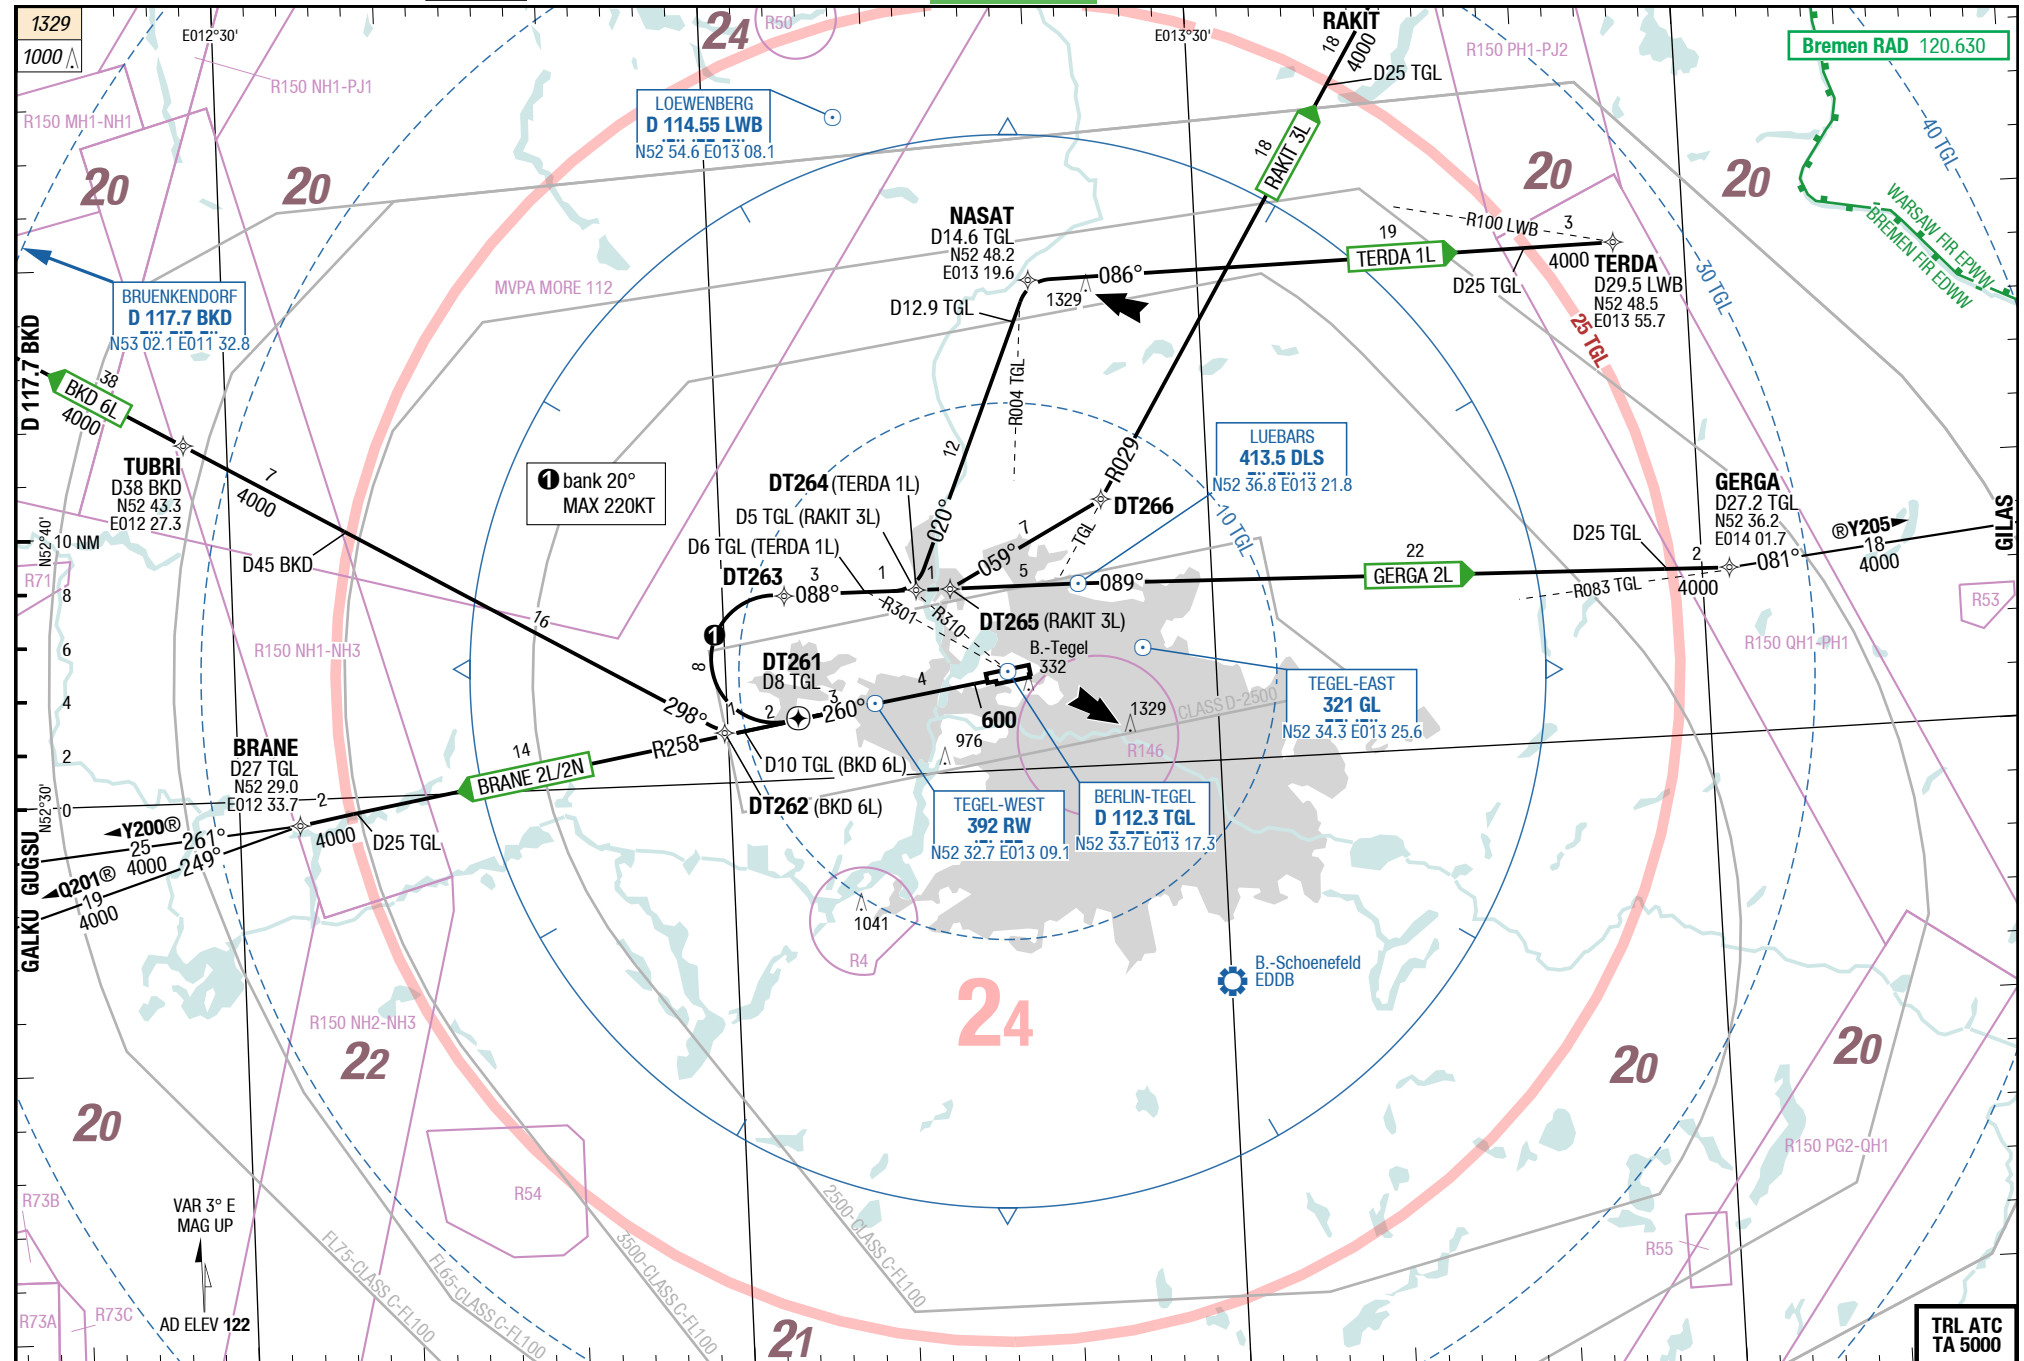 1329
1000
E012°30'
24
R50
E013°30'
RAKIT
18
4000
D25 TGL
R150 PH1-PJ2
Bremen RAD 120.630
R150 NH1-PJ1
R150 MH1-NH1
LOEWENBERG
D 114.55 LWB
N52 54.6 E013 08.1
40 TGL
18
RAKIT 3L
20
20
20
20
WARSAW FIR EPWW
BREMEN FIR EDWW
NASAT
D14.6 TGL
N52 48.2
E013 19.6
R100 LWB
3
19
TERDA 1L
4000
TERDA
D29.5 LWB
N52 48.5
E013 55.7
D25 TGL
30 TGL
25 TGL
086°
1329
D12.9 TGL
MVPA MORE 112
BRUENKENDORF
D 117.7 BKD
N53 02.1 E011 32.8
D 117.7 BKD
38
BKD 6L
4000
R004 TGL
TUBRI
D38 BKD
N52 43.3
E012 27.3
7
4000
D45 BKD
1 bank 20°
MAX 220KT
12
020°
R029
LUEBARS
413.5 DLS
N52 36.8 E013 21.8
10 TGL
DT264 (TERDA 1L)
D5 TGL (RAKIT 3L)
D6 TGL (TERDA 1L)
DT266
TGL
7
059°
GERGA
D27.2 TGL
N52 36.2
E014 01.7
®Y205
18
4000
GILAS
D25 TGL
22
GERGA 2L
2
4000
081°
R083 TGL
N52°40'
10 NM
8
6
4
2
0
N52°30'
R71
DT263
3
088°
1
1
5
089°
R301
R310
DT265 (RAKIT 3L)
B.-Tegel
332
R53
R150 QH1-PH1
R150 NH1-NH3
16
1
8
DT261
D8 TGL
298°
1
2
3
260°
4
600
R258
1329
CLASS D-2500
R146
976
TEGEL-EAST
321 GL
N52 34.3 E013 25.6
BRANE
D27 TGL
N52 29.0
E012 33.7
14
BRANE 2L/2N
D10 TGL (BKD 6L)
DT262 (BKD 6L)
TEGEL-WEST
392 RW
N52 32.7 E013 09.1
BERLIN-TEGEL
D 112.3 TGL
N52 33.7 E013 17.3
2
4000
D25 TGL
Y200®
25
4000
261°
249°
Q201®
19
4000
GUGSU
GALKU
1041
R4
B.-Schoenefeld
EDDB
24
R150 NH2-NH3
22
20
20
20
R150 PG2-QH1
R54
R73B
VAR 3° E
MAG UP
FL75-CLASS C-FL100
FL65-CLASS C-FL100
3500-CLASS C-FL100
2500-CLASS C-FL100
R55
R73A
R73C
AD ELEV 122
21
TRL ATC
TA 5000